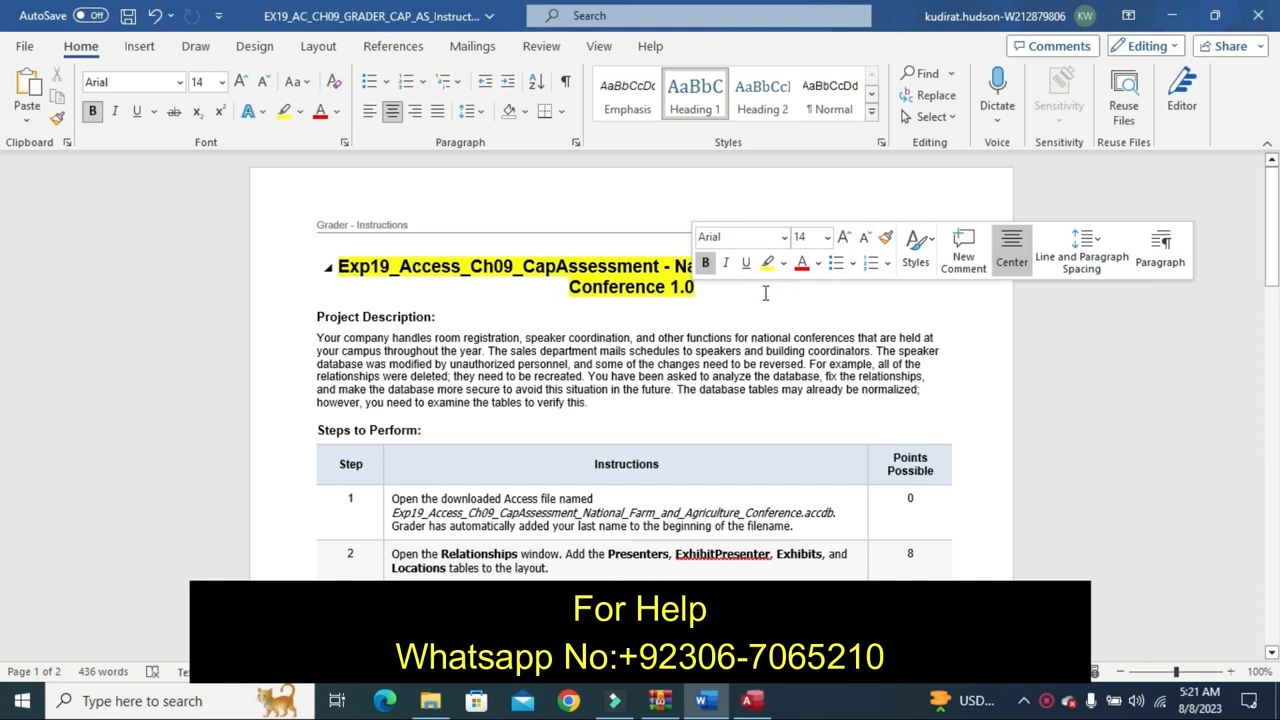 AutoSave Off EX19_AC_CH09_GRADER_CAP_AS_Instruct... Search kudirat.hudson-W212879806 KW
File Home Insert Draw Design Layout References Mailings Review View Help Comments Editing Share
Paste
Arial 14 A A Aa A
B I U ab x₂ x² A A
AaBbCcDc AaBbC AaBbCcI AaBbCcDd
Emphasis Heading 1 Heading 2 ¶ Normal
Find
Replace
Select
Dictate
Sensitivity
Reuse Files
Editor
Clipboard Font Paragraph Styles Editing Voice Sensitivity Reuse Files
Grader - Instructions
Arial 14
B I U A
Styles
New Comment
Center
Line and Paragraph Spacing
Paragraph
Exp19_Access_Ch09_CapAssessment - Na
Conference 1.0
Project Description:
Your company handles room registration, speaker coordination, and other functions for national conferences that are held at
your campus throughout the year. The sales department mails schedules to speakers and building coordinators. The speaker
database was modified by unauthorized personnel, and some of the changes need to be reversed. For example, all of the
relationships were deleted; they need to be recreated. You have been asked to analyze the database, fix the relationships,
and make the database more secure to avoid this situation in the future. The database tables may already be normalized;
however, you need to examine the tables to verify this.
Steps to Perform:
Step Instructions Points Possible
1 Open the downloaded Access file named 0
Exp19_Access_Ch09_CapAssessment_National_Farm_and_Agriculture_Conference.accdb.
Grader has automatically added your last name to the beginning of the filename.
2 Open the Relationships window. Add the Presenters, ExhibitPresenter, Exhibits, and 8
Locations tables to the layout.
For Help
Whatsapp No:+92306-7065210
Page 1 of 2 436 words 100%
Type here to search USD... 5:21 AM
8/8/2023